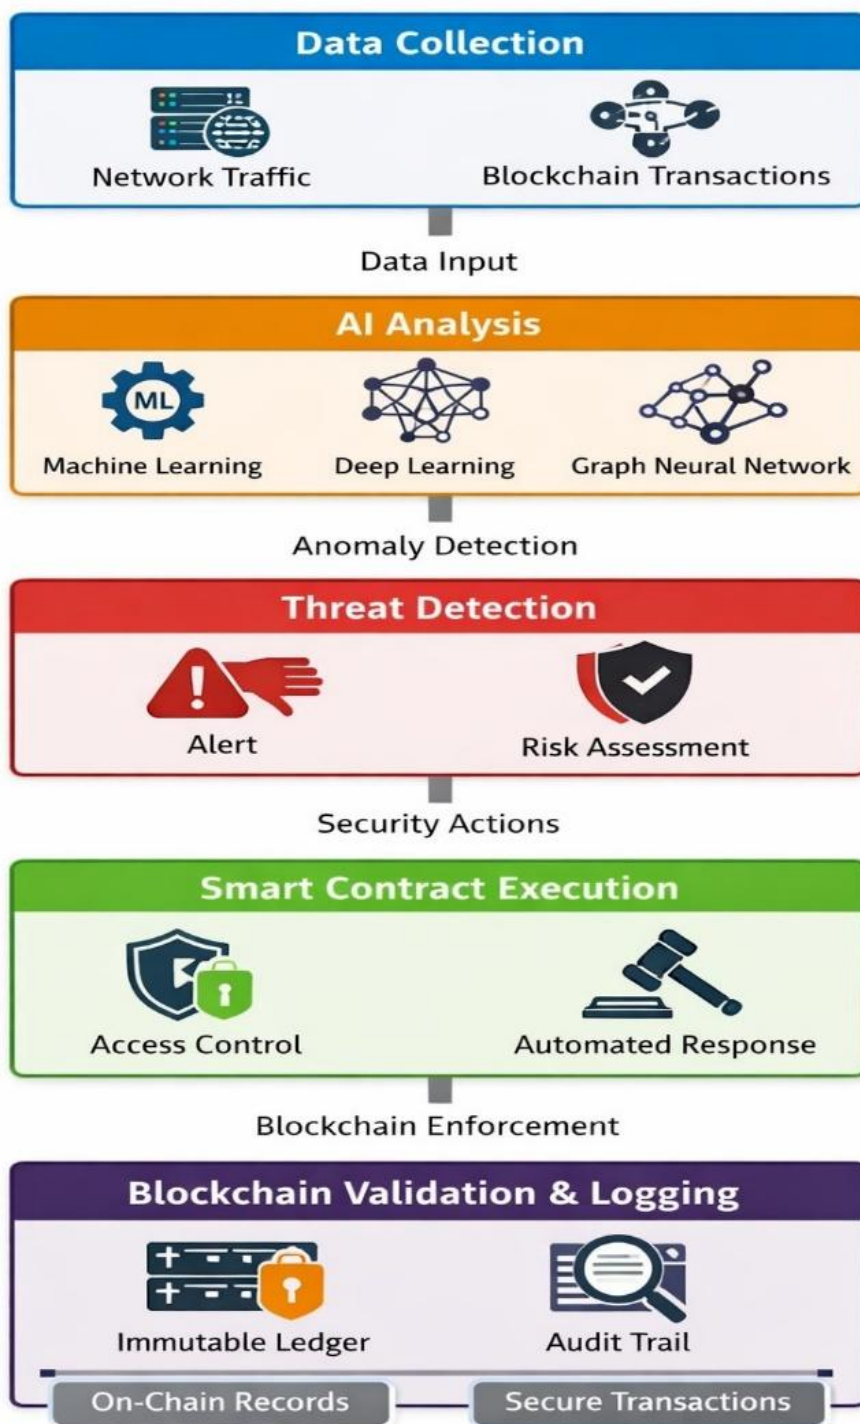 Data Collection
Network Traffic
Blockchain Transactions
Data Input
AI Analysis
ML
Machine Learning
Deep Learning
Graph Neural Network
Anomaly Detection
Threat Detection
!
Alert
Risk Assessment
Security Actions
Smart Contract Execution
Access Control
Automated Response
Blockchain Enforcement
Blockchain Validation & Logging
Immutable Ledger
Audit Trail
On-Chain Records
Secure Transactions